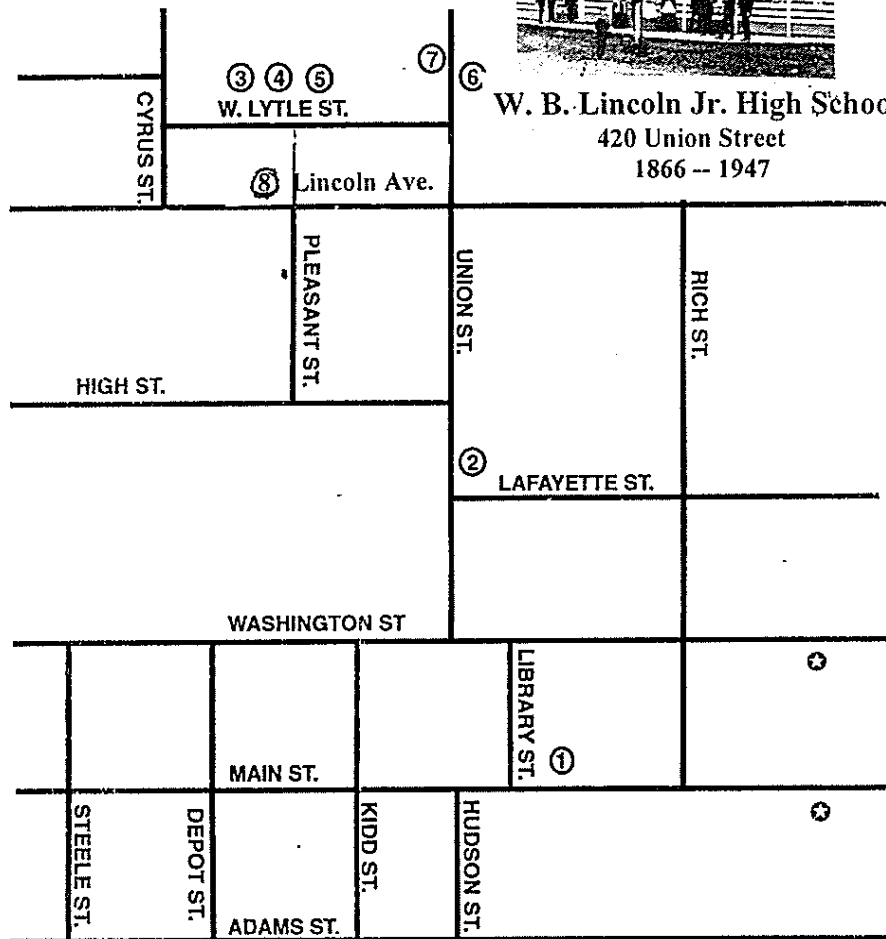 ⑦
③ ④ ⑤
⑥
W. LYTLE ST.
W. B. Lincoln Jr. High Schoo
420 Union Street
1866 -- 1947
CYRUS ST.
⑧ Lincoln Ave.
PLEASANT ST.
UNION ST.
RICH ST.
HIGH ST.
②
LAFAYETTE ST.
WASHINGTON ST
LIBRARY ST.
①
MAIN ST.
STEELE ST.
DEPOT ST.
KIDD ST.
HUDSON ST.
ADAMS ST.